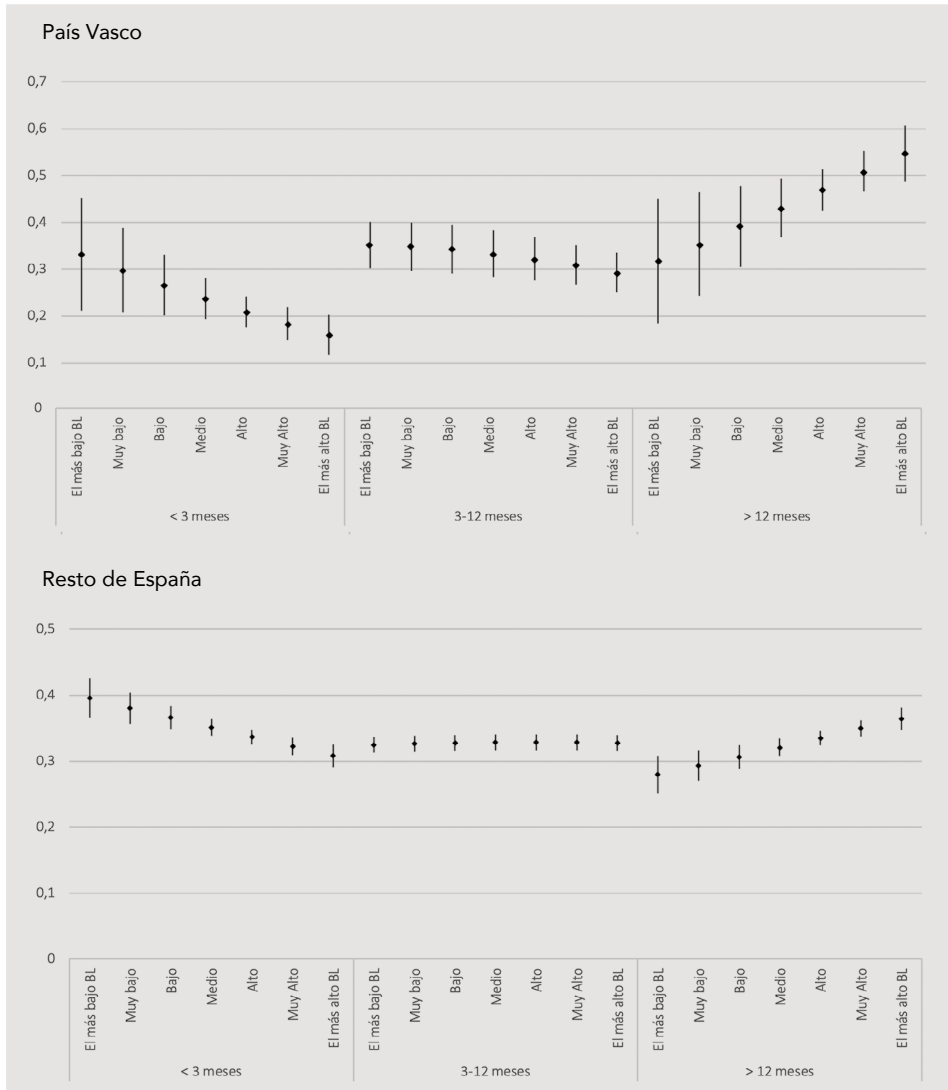 País Vasco
0,7
0,6
0,5
0,4
0,3
0,2
0,1
0
El más bajo BL
Muy bajo
Bajo
Medio
Alto
Muy Alto
El más alto BL
El más bajo BL
Muy bajo
Bajo
Medio
Alto
Muy Alto
El más alto BL
El más bajo BL
Muy bajo
Bajo
Medio
Alto
Muy Alto
El más alto BL
< 3 meses
3-12 meses
> 12 meses
Resto de España
0,5
0,4
0,3
0,2
0,1
0
El más bajo BL
Muy bajo
Bajo
Medio
Alto
Muy Alto
El más alto BL
El más bajo BL
Muy bajo
Bajo
Medio
Alto
Muy Alto
El más alto BL
El más bajo BL
Muy bajo
Bajo
Medio
Alto
Muy Alto
El más alto BL
< 3 meses
3-12 meses
> 12 meses